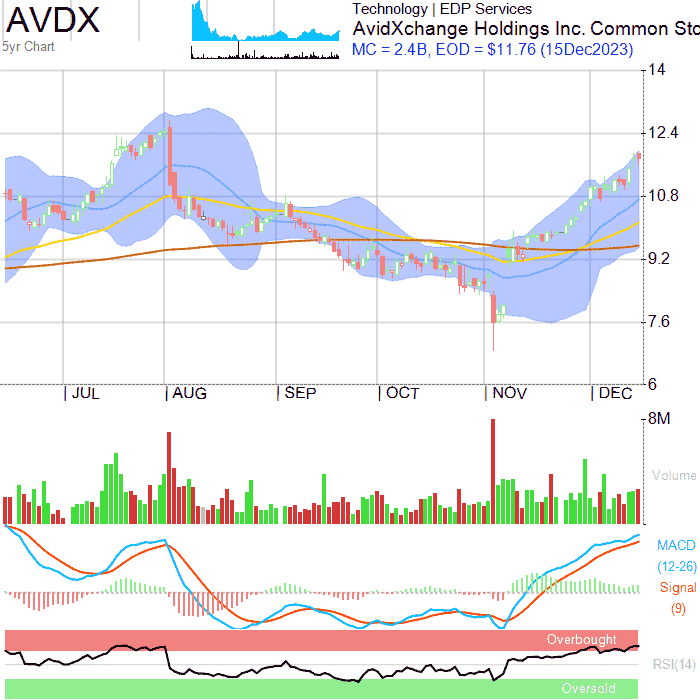 AVDX
5yr Chart
Technology | EDP Services
AvidXchange Holdings Inc. Common Sto
MC = 2.4B, EOD = $11.76 (15Dec2023)
14
12.4
10.8
9.2
7.6
6
| JUL
| AUG
| SEP
| OCT
| NOV
| DEC
8M
Volume
MACD
(12-26)
Signal
(9)
Overbought
RSI(14)
Oversold